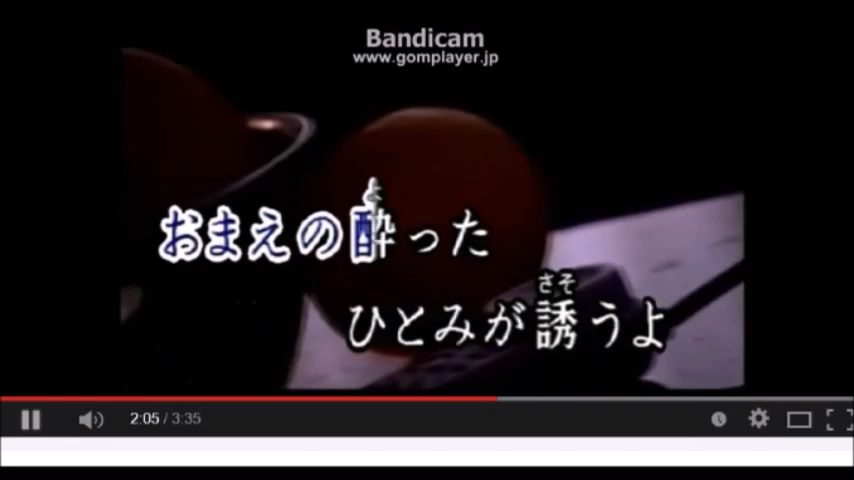 Bandicam
www.gomplayer.jp
よ
おまえの酔った
さそ
ひとみが誘うよ
2:05 / 3:35